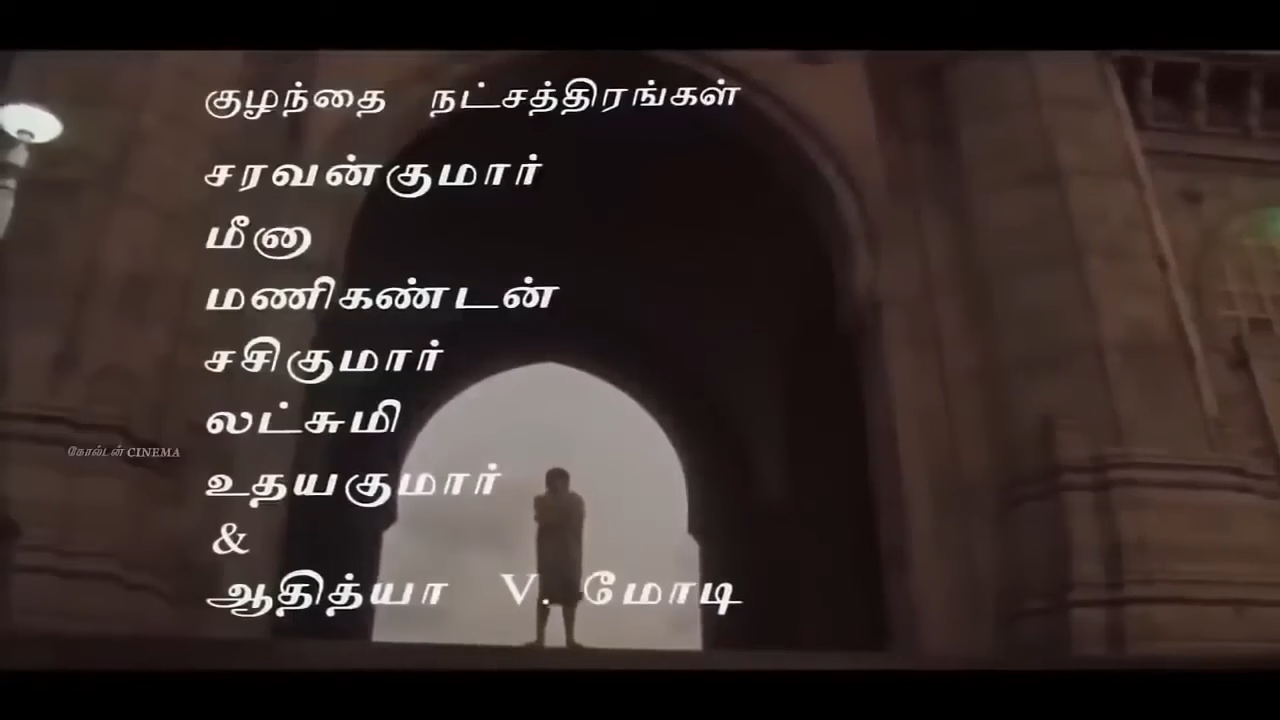 குழந்தை நட்சத்திரங்கள்
சரவன்குமார்
மீனு
மணிகண்டன்
சசிகுமார்
லட்சுமி
கோல்டன் CINEMA
உதயகுமார்
&
ஆதித்யா V. மோடி